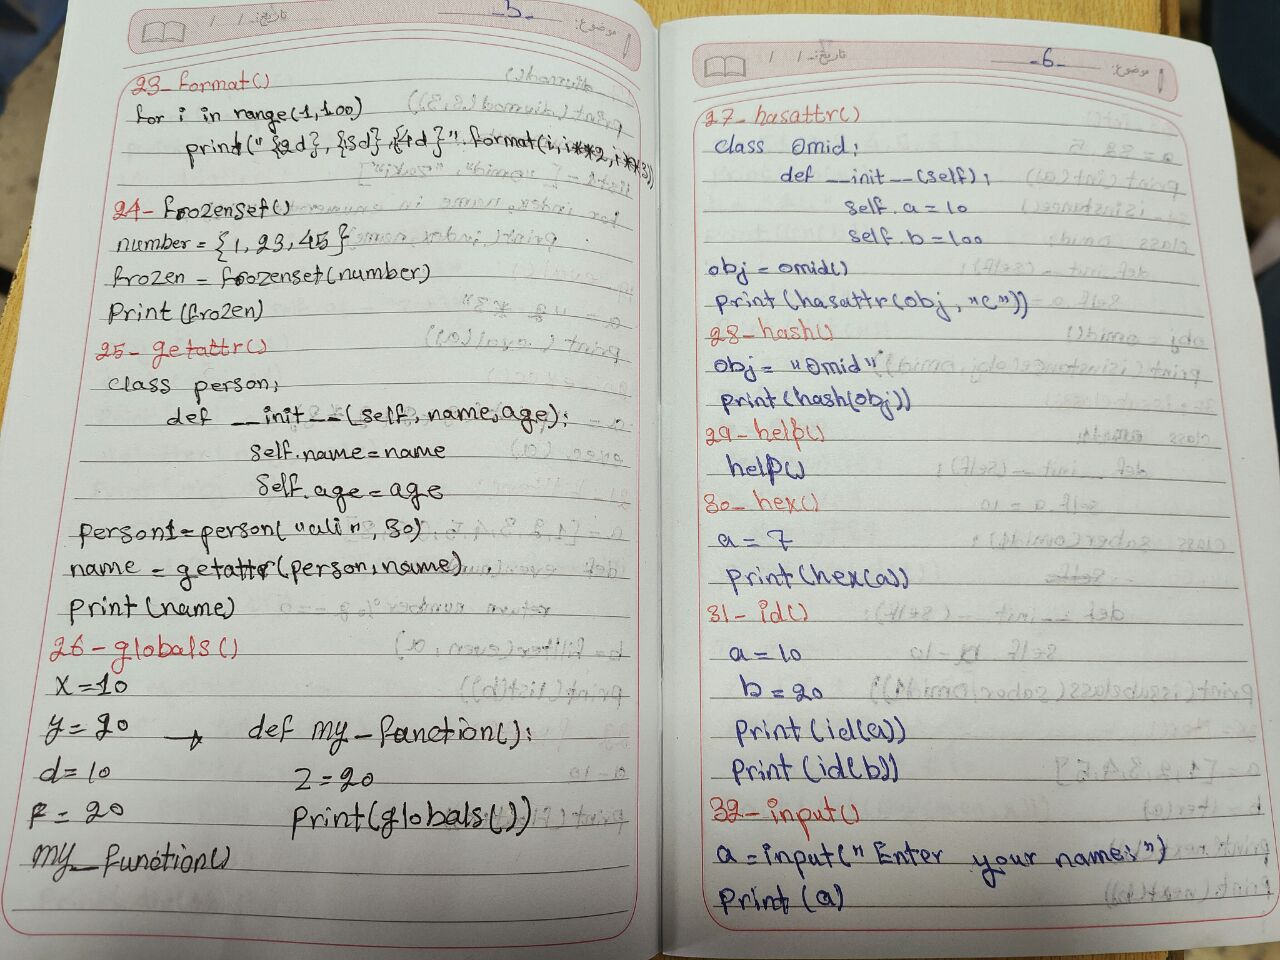 موضوع:
-5-
تاریخ: / /
23-format()
for i in range(1,100)
print("{2d},{3d},{4d}".format(i,i**2,i**3))
24-frozenset()
number={1,23,45}
frozen=frozenset(number)
Print(frozen)
25-getattr()
class person;
def __init__(self,name,age):
self.name=name
Self.age=age
person1=person("ali",30)
name=getattr(person,name)
print(name)
26-globals()
X=10
y=20 → def my_function():
d=10 Z=20
F=20 print(globals())
my_function()
موضوع:
-6-
تاریخ: / /
27-hasattr()
class Omid;
def __init__(self);
self.a=10
self.b=100
obj=omid()
print(hasattr(obj,"c"))
28-hash()
obj="Omid"
print(hash(obj))
29-help()
help()
30-hex()
a=7
print(hex(a))
31-id()
a=10
b=20
print(id(a))
print(id(b))
32-input()
a=input("Enter your names")
print(a)